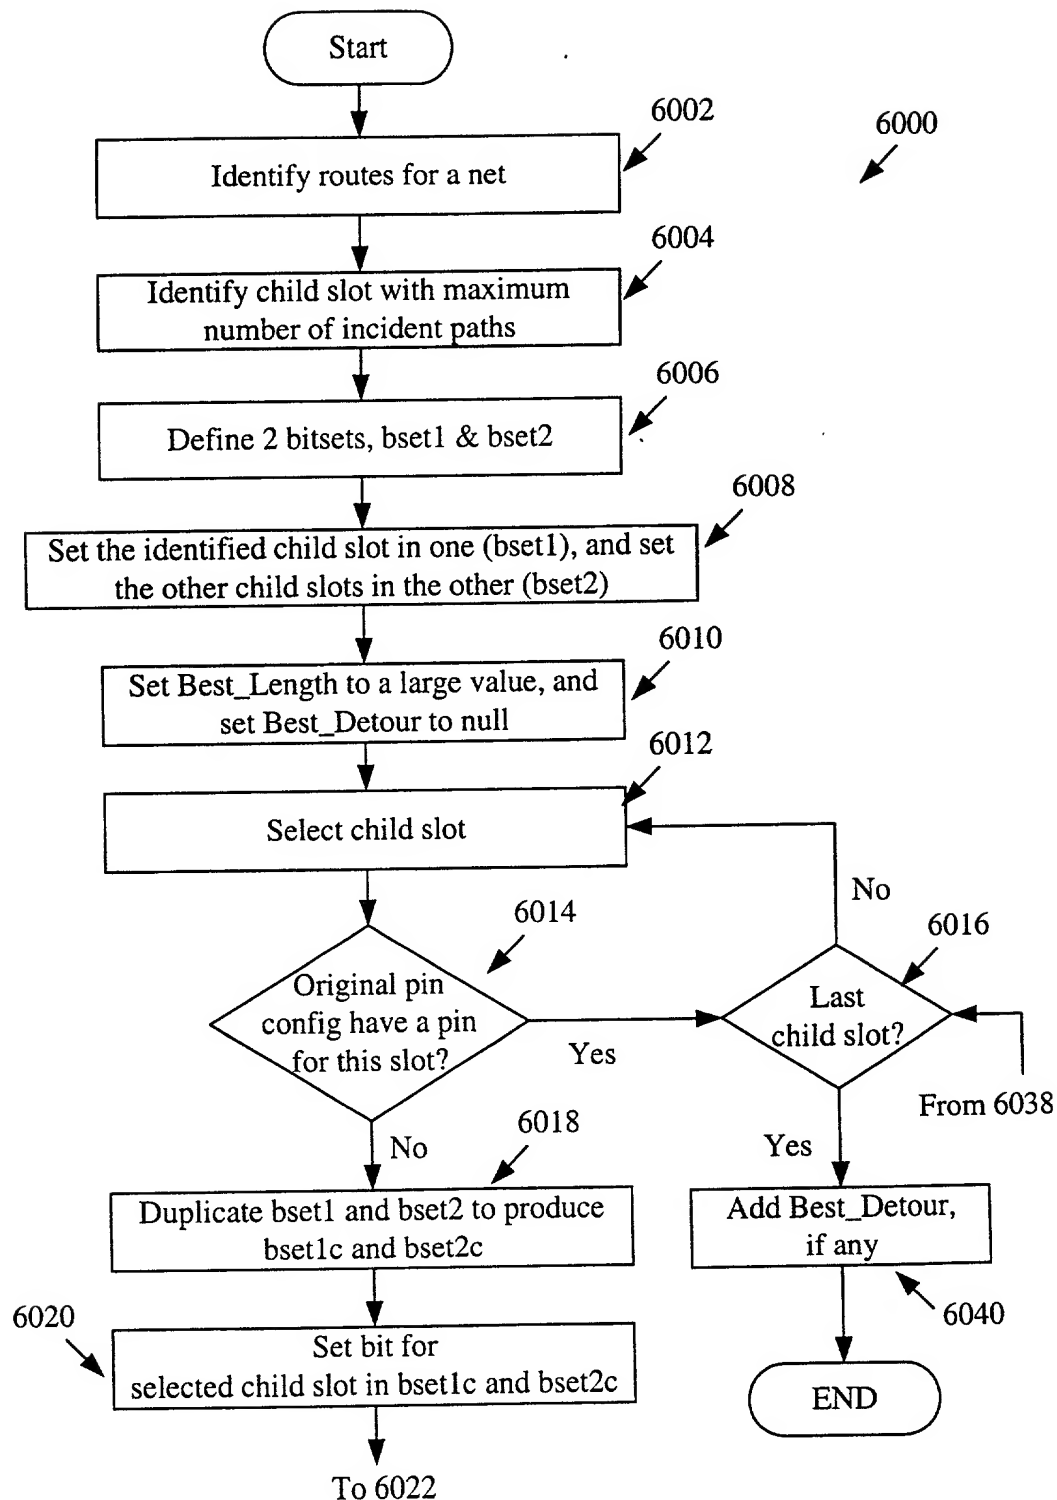 Start
6002
6000
Identify routes for a net
6004
Identify child slot with maximum
number of incident paths
6006
Define 2 bitsets, bset1 & bset2
6008
Set the identified child slot in one (bset1), and set
the other child slots in the other (bset2)
6010
Set Best_Length to a large value, and
set Best_Detour to null
6012
Select child slot
No
6014
6016
Original pin
config have a pin
for this slot?
Last
child slot?
Yes
From 6038
6018
No
Yes
Duplicate bset1 and bset2 to produce
bset1c and bset2c
Add Best_Detour,
if any
6020
6040
Set bit for
selected child slot in bset1c and bset2c
END
To 6022